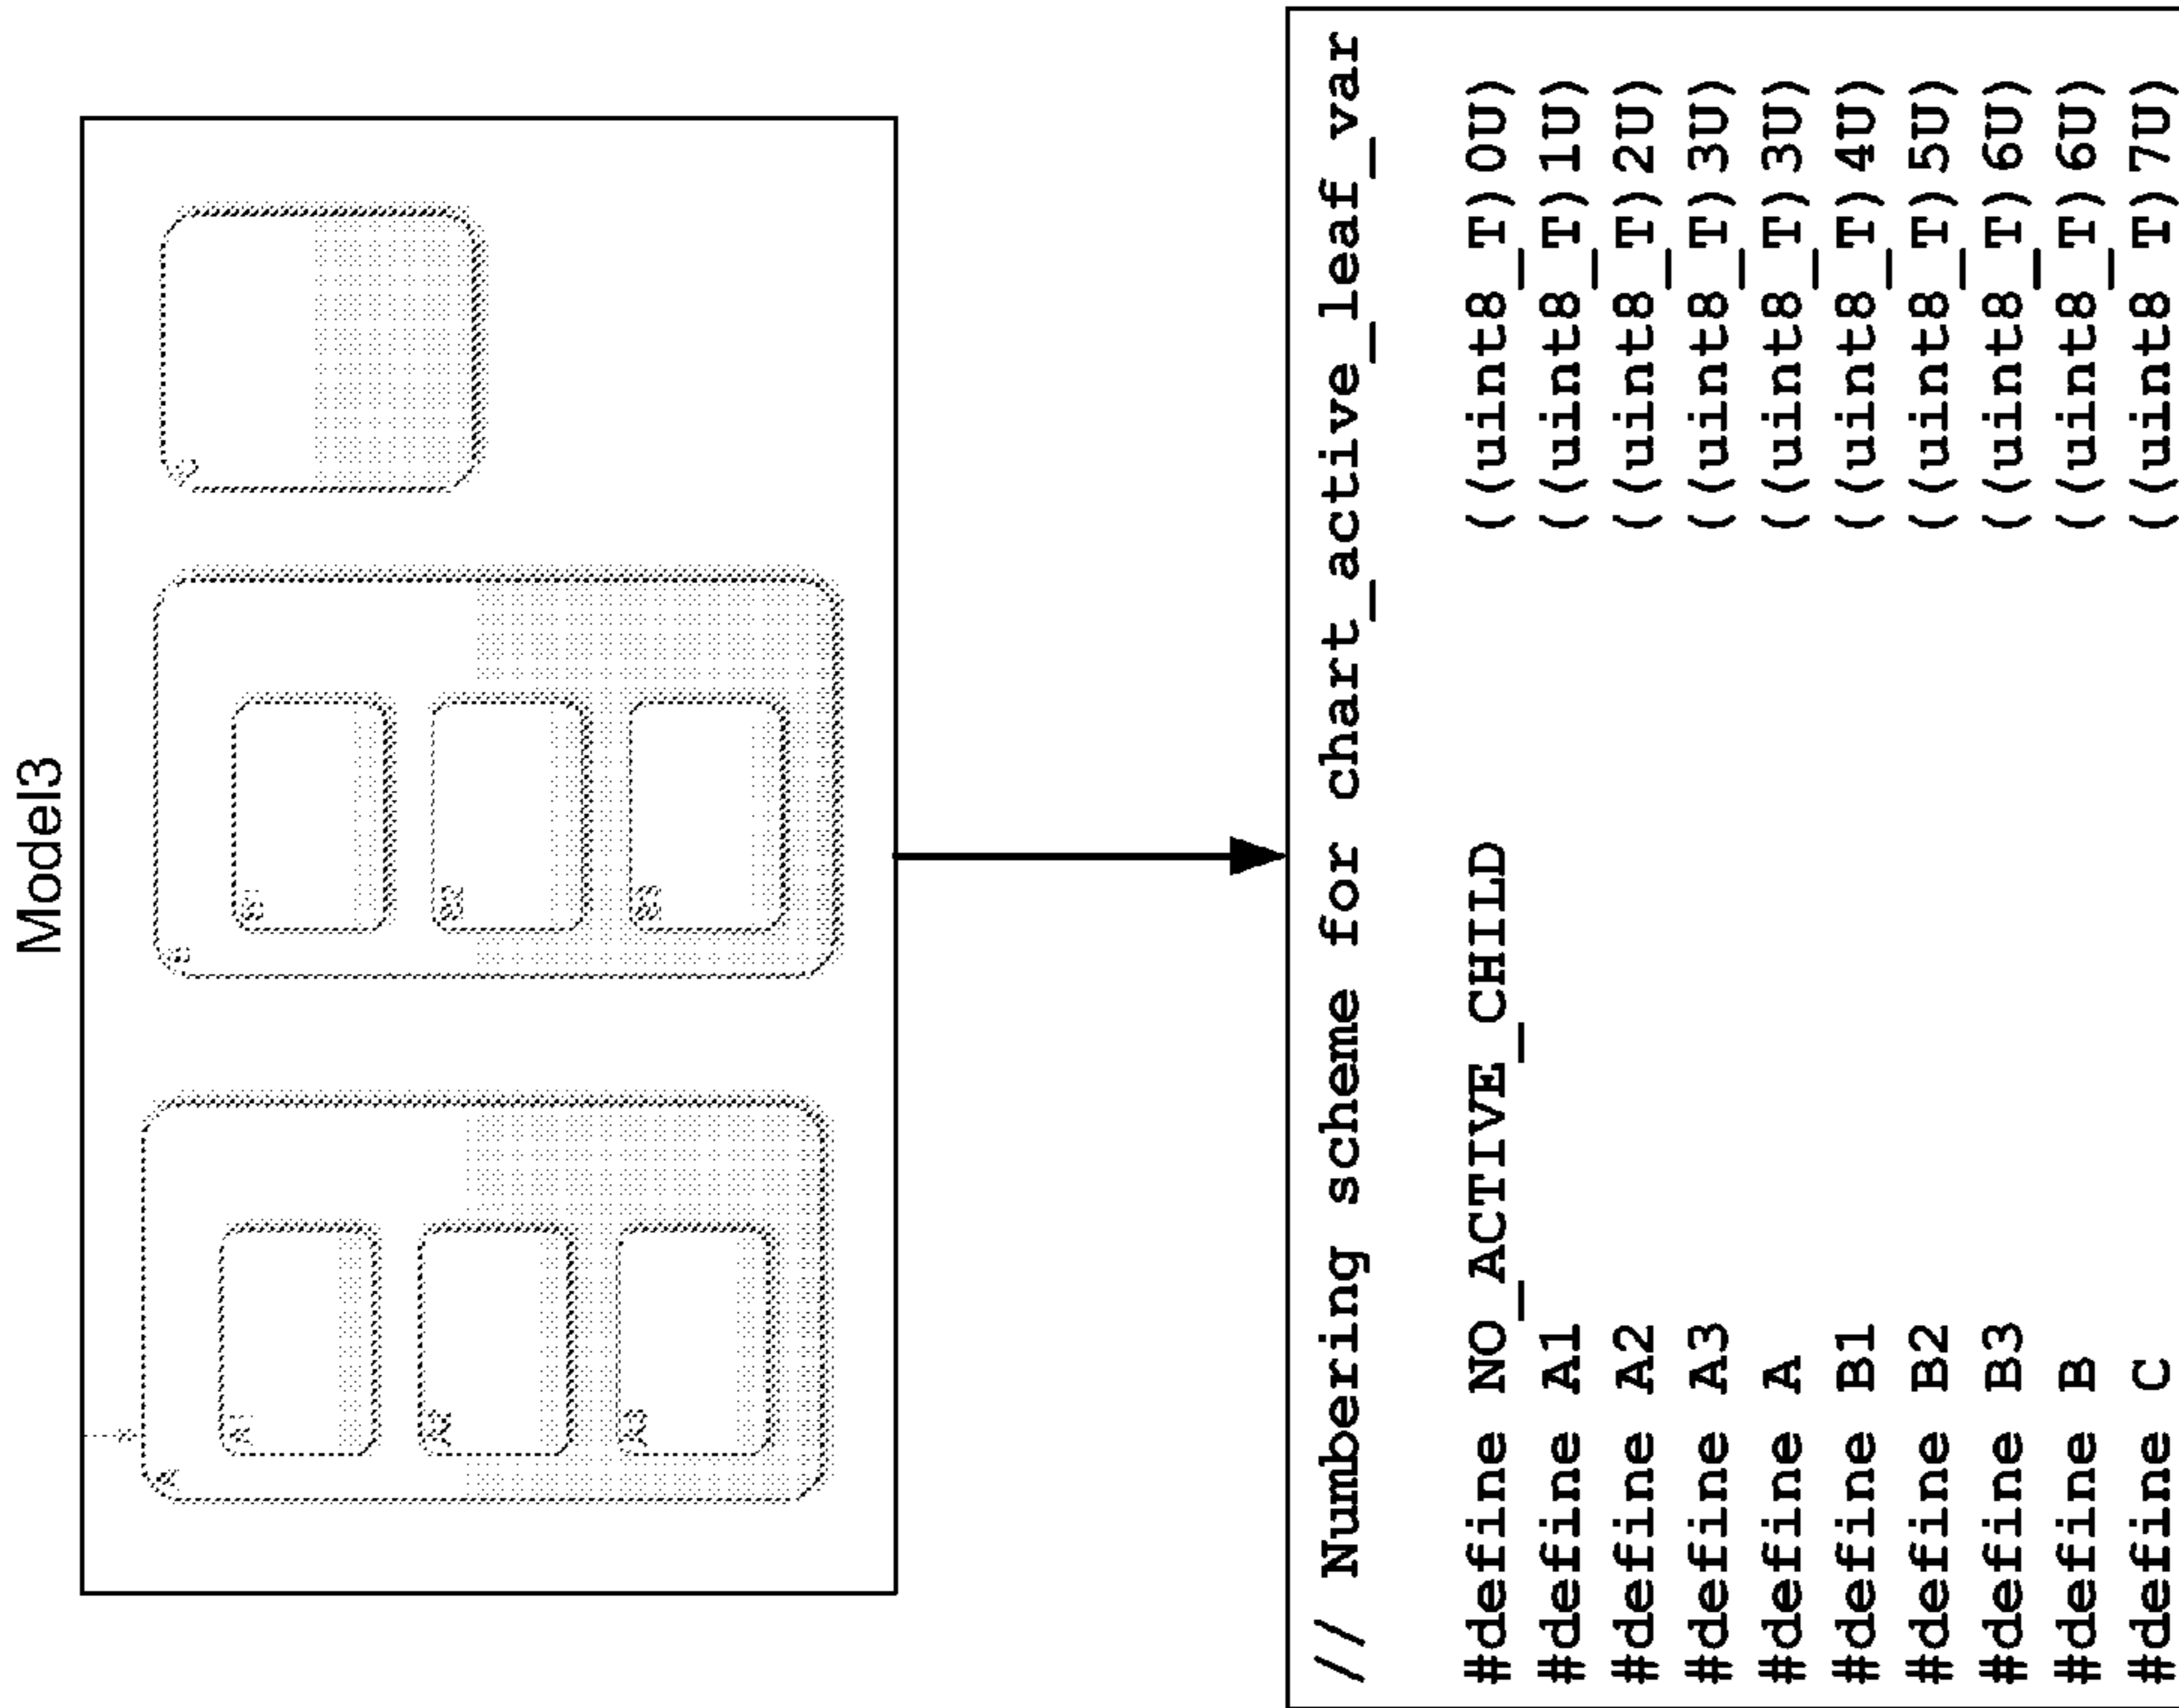 Model3
// Numbering scheme for chart_active_leaf_var
#define NO_ACTIVE_CHILD ((uint8_T)0U)
#define A1 ((uint8_T)1U)
#define A2 ((uint8_T)2U)
#define A3 ((uint8_T)3U)
#define A ((uint8_T)3U)
#define B1 ((uint8_T)4U)
#define B2 ((uint8_T)5U)
#define B3 ((uint8_T)6U)
#define B ((uint8_T)6U)
#define C ((uint8_T)7U)